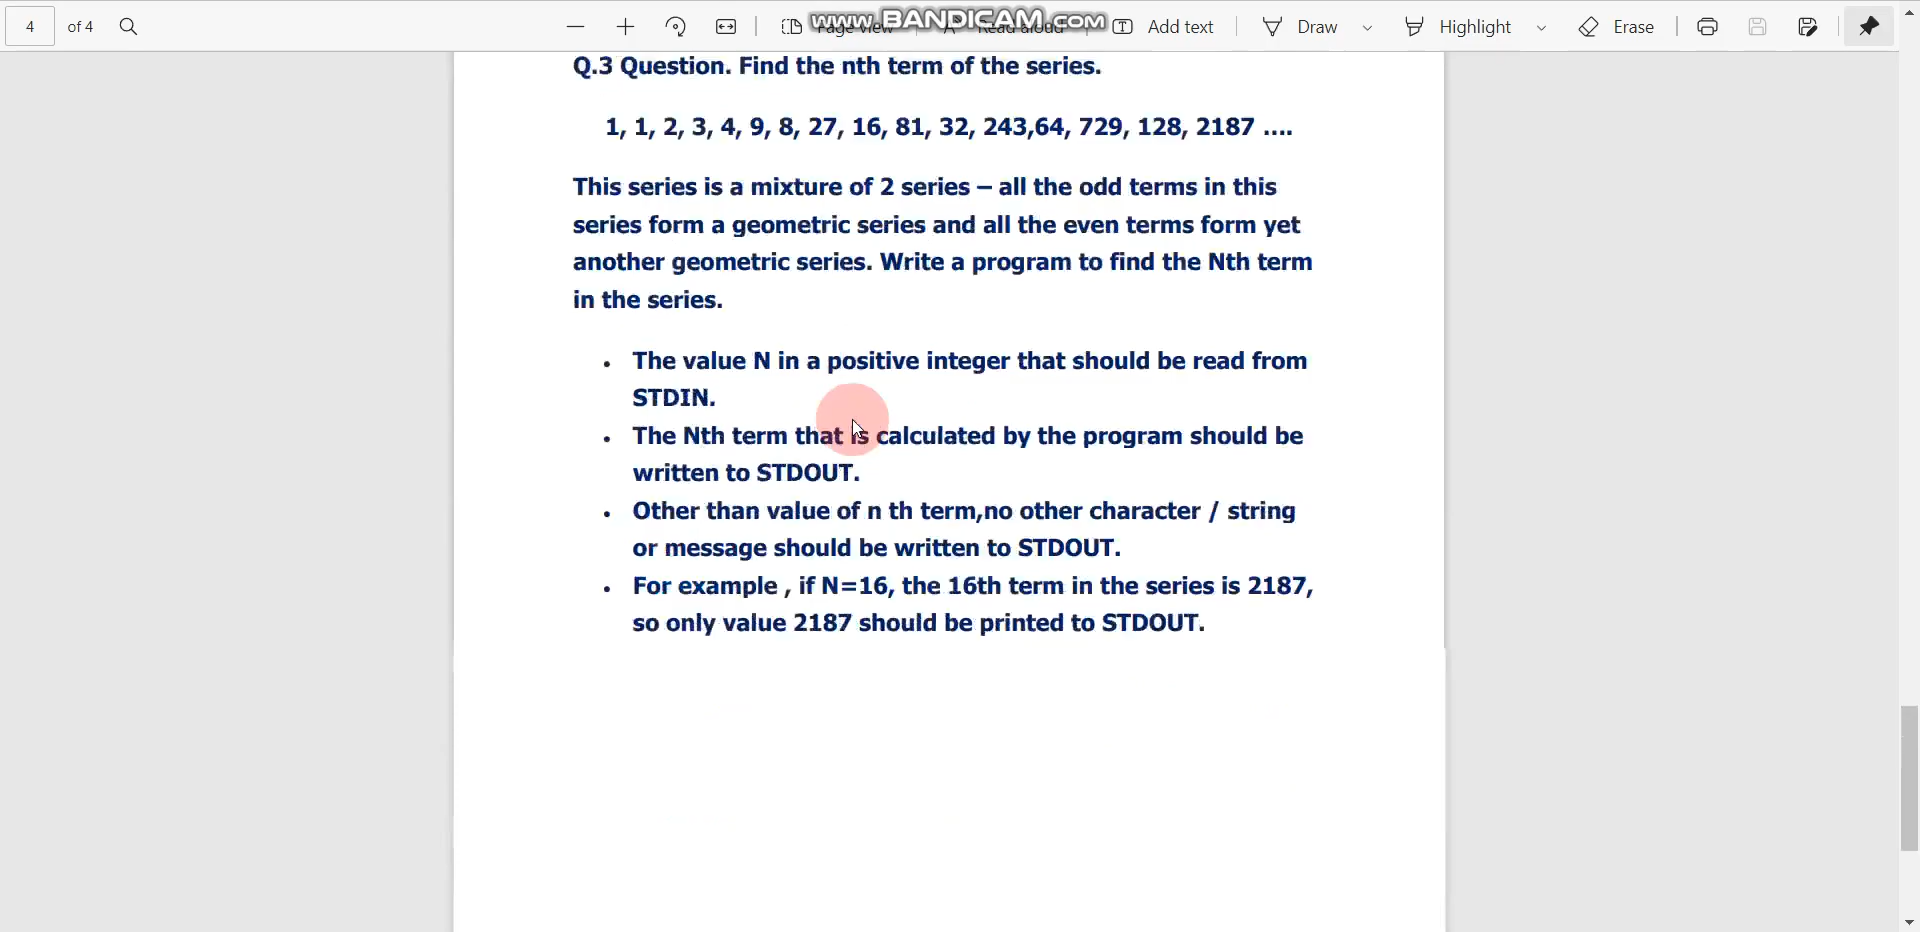 4 of 4 Page view Read aloud Add text Draw Highlight Erase
www.BANDICAM.COM
Q.3 Question. Find the nth term of the series.
1, 1, 2, 3, 4, 9, 8, 27, 16, 81, 32, 243,64, 729, 128, 2187 ....
This series is a mixture of 2 series – all the odd terms in this
series form a geometric series and all the even terms form yet
another geometric series. Write a program to find the Nth term
in the series.
• The value N in a positive integer that should be read from
STDIN.
• The Nth term that is calculated by the program should be
written to STDOUT.
• Other than value of n th term,no other character / string
or message should be written to STDOUT.
• For example , if N=16, the 16th term in the series is 2187,
so only value 2187 should be printed to STDOUT.